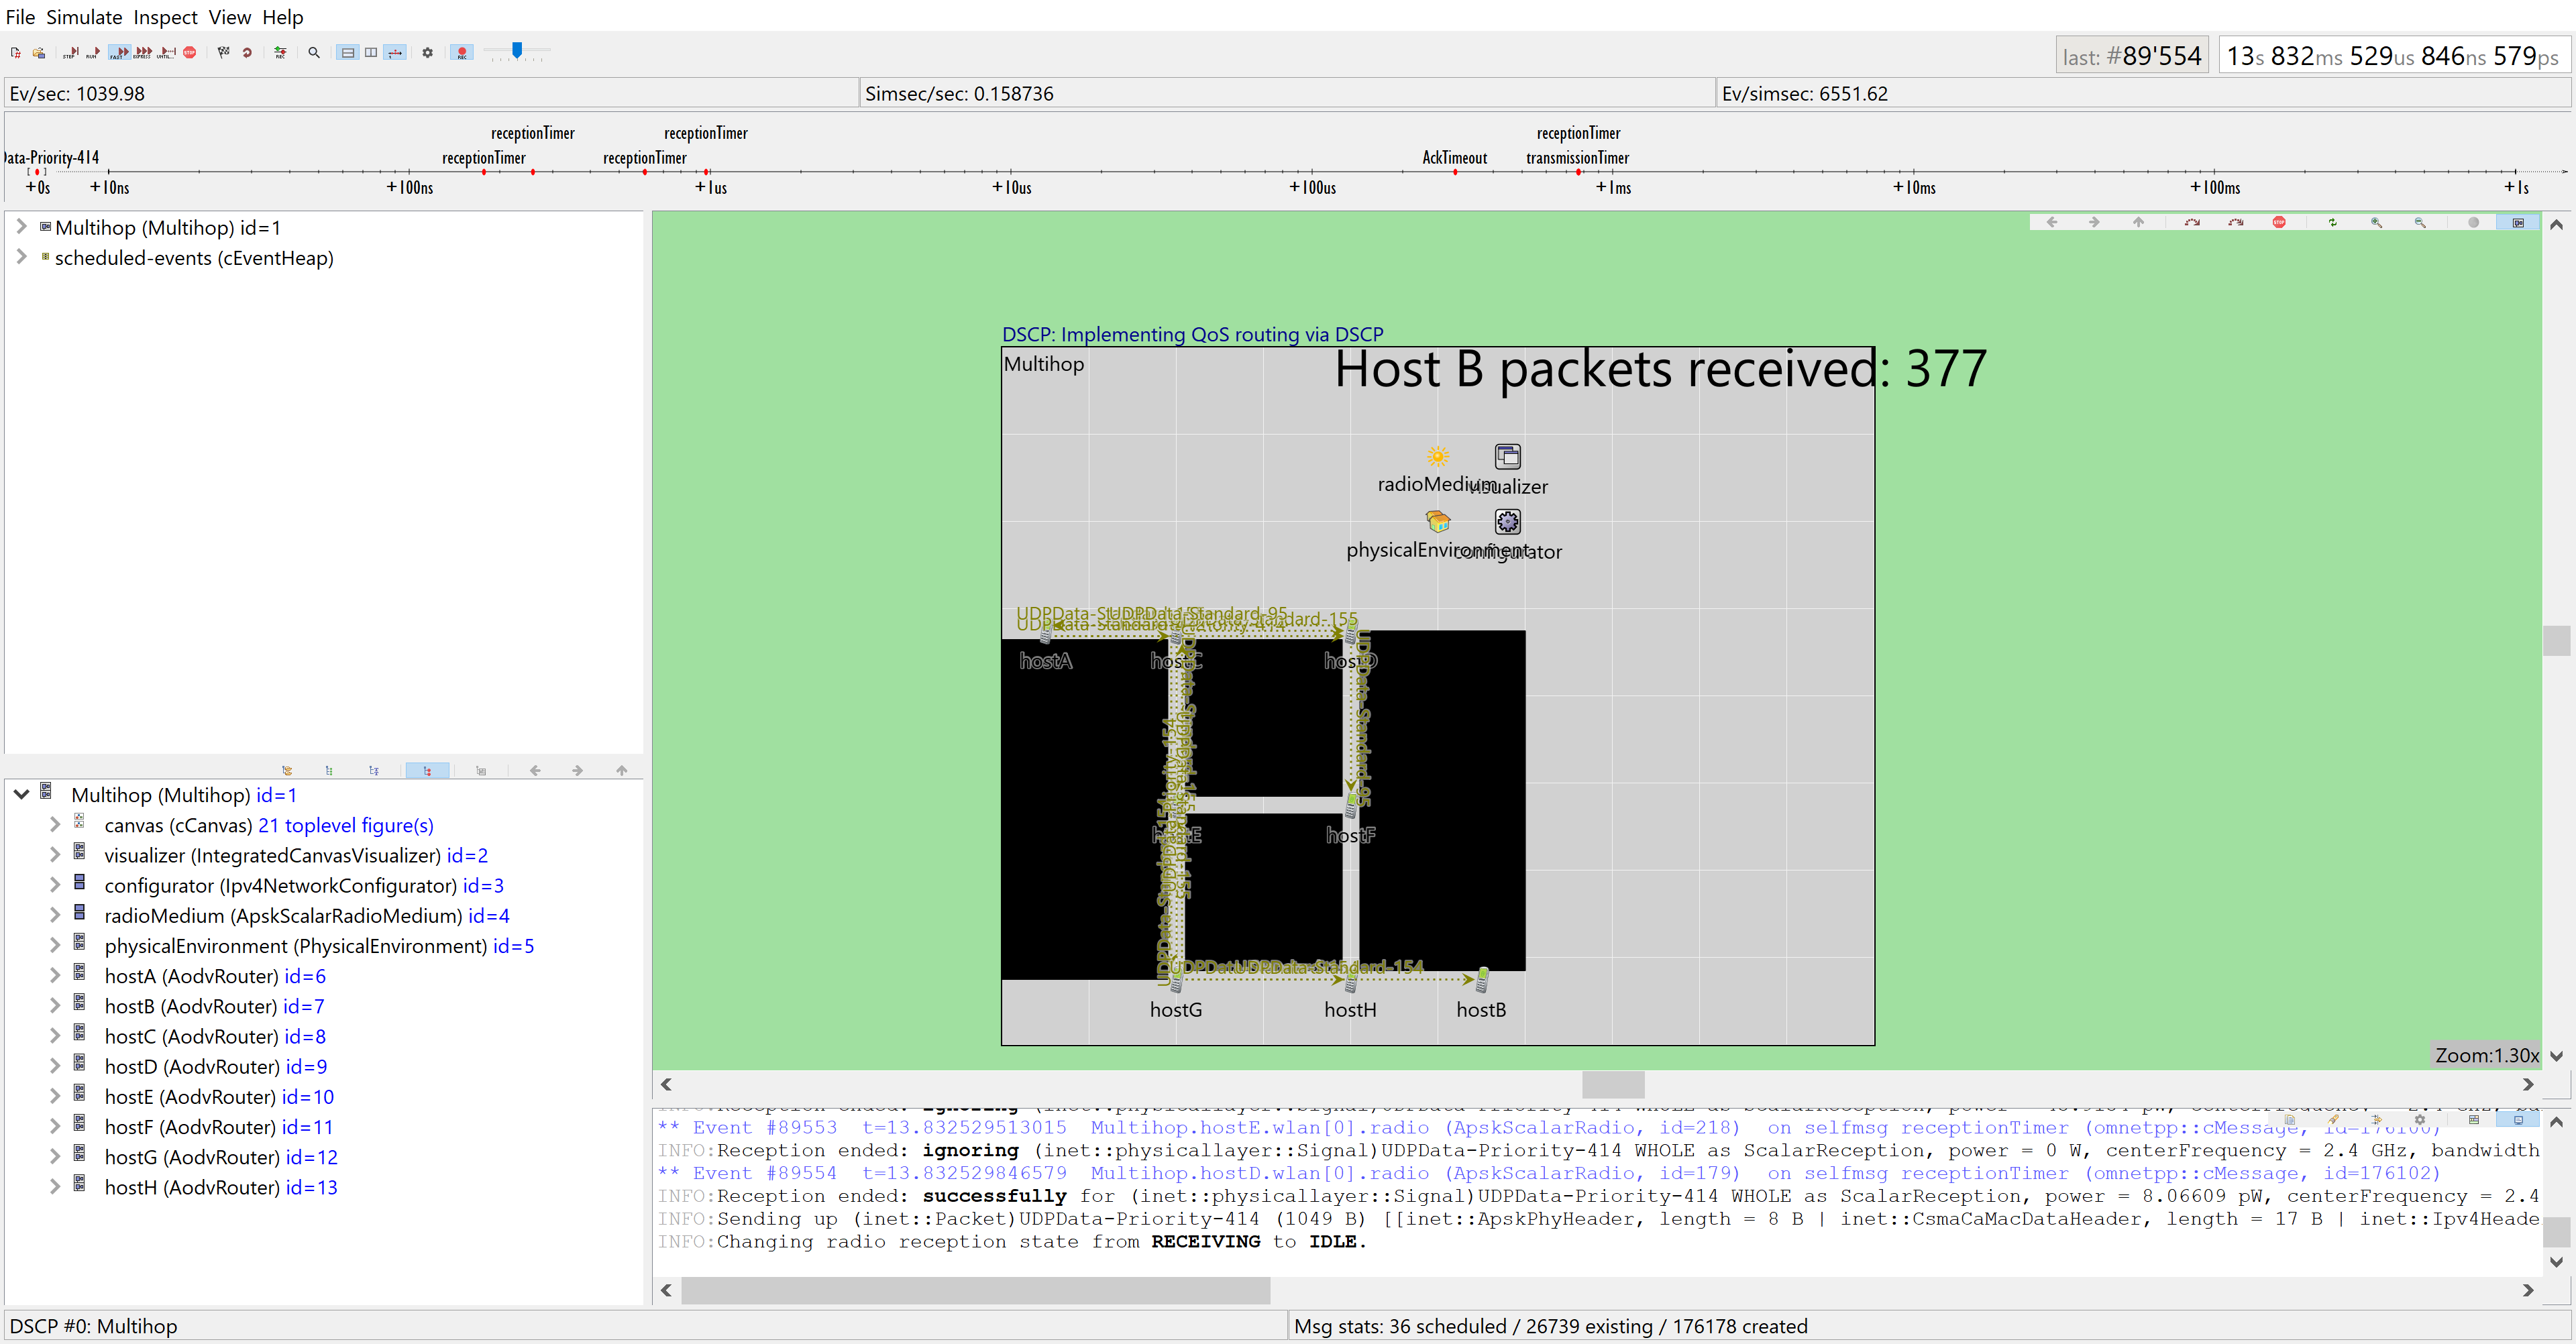 File Simulate Inspect View Help
STEP RUN FAST EXPRESS UNTIL... STOP REC REC
last: #89'554
13s 832ms 529us 846ns 579ps
Ev/sec: 1039.98
Simsec/sec: 0.158736
Ev/simsec: 6551.62
receptionTimer receptionTimer receptionTimer
Data-Priority-414 receptionTimer receptionTimer AckTimeout transmissionTimer
+0s +10ns +100ns +1us +10us +100us +1ms +10ms +100ms +1s
Multihop (Multihop) id=1
scheduled-events (cEventHeap)
Multihop (Multihop) id=1
canvas (cCanvas) 21 toplevel figure(s)
visualizer (IntegratedCanvasVisualizer) id=2
configurator (Ipv4NetworkConfigurator) id=3
radioMedium (ApskScalarRadioMedium) id=4
physicalEnvironment (PhysicalEnvironment) id=5
hostA (AodvRouter) id=6
hostB (AodvRouter) id=7
hostC (AodvRouter) id=8
hostD (AodvRouter) id=9
hostE (AodvRouter) id=10
hostF (AodvRouter) id=11
hostG (AodvRouter) id=12
hostH (AodvRouter) id=13
DSCP: Implementing QoS routing via DSCP
Multihop
Host B packets received: 377
radioMedium
visualizer
physicalEnvironment
configurator
UDPData-Standard-95
hostA
hostF
hostG
hostH
hostB
Zoom:1.30x
** Event #89553 t=13.832529513015 Multihop.hostE.wlan[0].radio (ApskScalarRadio, id=218) on selfmsg receptionTimer (omnetpp::cMessage, id=176100)
INFO:Reception ended: ignoring (inet::physicallayer::Signal)UDPData-Priority-414 WHOLE as ScalarReception, power = 0 W, centerFrequency = 2.4 GHz, bandwidth
** Event #89554 t=13.832529846579 Multihop.hostD.wlan[0].radio (ApskScalarRadio, id=179) on selfmsg receptionTimer (omnetpp::cMessage, id=176102)
INFO:Reception ended: successfully for (inet::physicallayer::Signal)UDPData-Priority-414 WHOLE as ScalarReception, power = 8.06609 pW, centerFrequency = 2.4
INFO:Sending up (inet::Packet)UDPData-Priority-414 (1049 B) [[inet::ApskPhyHeader, length = 8 B | inet::CsmaCaMacDataHeader, length = 17 B | inet::Ipv4Heade
INFO:Changing radio reception state from RECEIVING to IDLE.
DSCP #0: Multihop
Msg stats: 36 scheduled / 26739 existing / 176178 created